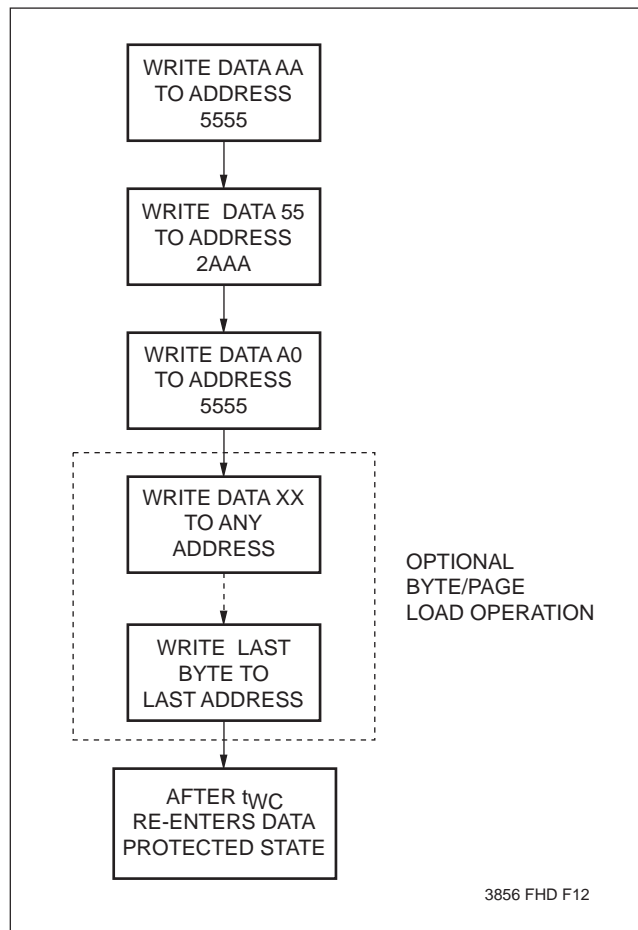 WRITE DATA AA
TO ADDRESS
5555
WRITE DATA 55
TO ADDRESS
2AAA
WRITE DATA A0
TO ADDRESS
5555
WRITE DATA XX
TO ANY
ADDRESS
OPTIONAL
BYTE/PAGE
LOAD OPERATION
WRITE LAST
BYTE TO
LAST ADDRESS
AFTER tWC
RE-ENTERS DATA
PROTECTED STATE
3856 FHD F12